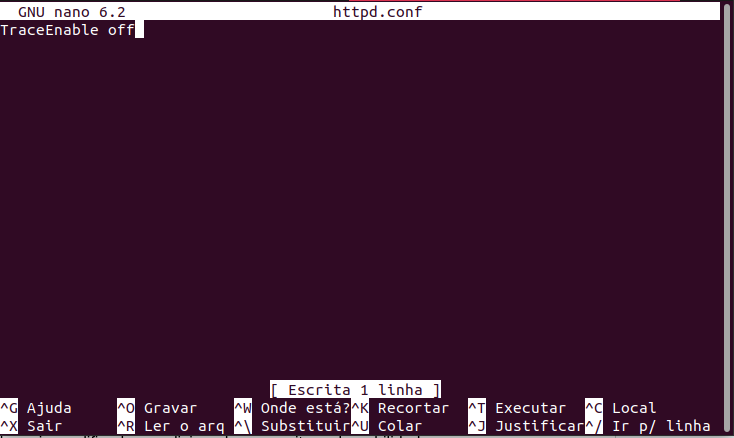 GNU nano 6.2 httpd.conf
TraceEnable off
[ Escrita 1 linha ]
^G Ajuda ^O Gravar ^W Onde está? ^K Recortar ^T Executar ^C Local
^X Sair ^R Ler o arq ^\ Substituir ^U Colar ^J Justificar ^/ Ir p/ linha